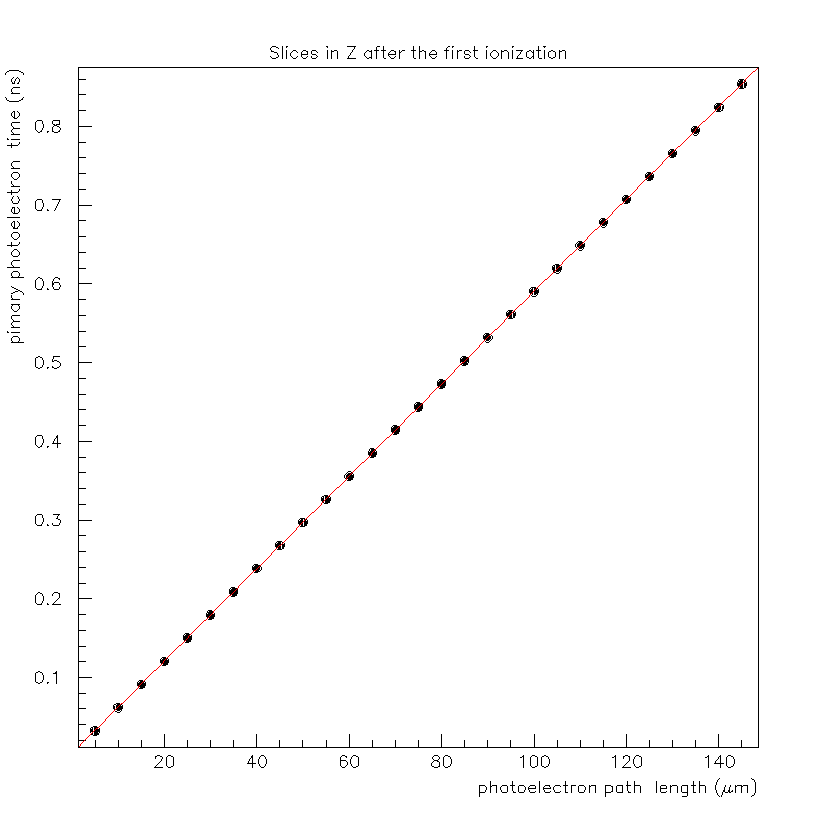 Slices in Z after the first ionization
pimary photoelectron time (ns)
0.8
0.7
0.6
0.5
0.4
0.3
0.2
0.1
20 40 60 80 100 120 140
photoelectron path length (μm)